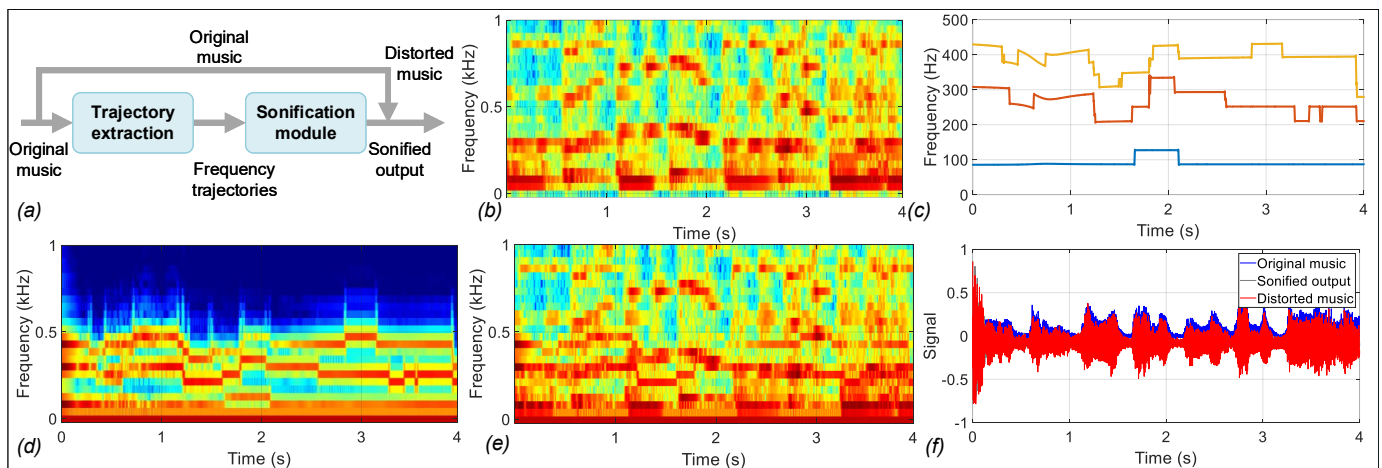 Original
music
Distorted
music
Trajectory
extraction
Sonification
module
Original
music
Frequency
trajectories
Sonified
output
(a)
Frequency (kHz)
1
0.5
0
0
1
2
3
4
Time (s)
(b)
Frequency (Hz)
500
400
300
200
100
0
0
1
2
3
4
Time (s)
(c)
Frequency (kHz)
1
0.5
0
0
1
2
3
4
Time (s)
(d)
Frequency (kHz)
1
0.5
0
0
1
2
3
4
Time (s)
(e)
Signal
1
0.5
0
-0.5
-1
0
1
2
3
4
Time (s)
Original music
Sonified output
Distorted music
(f)